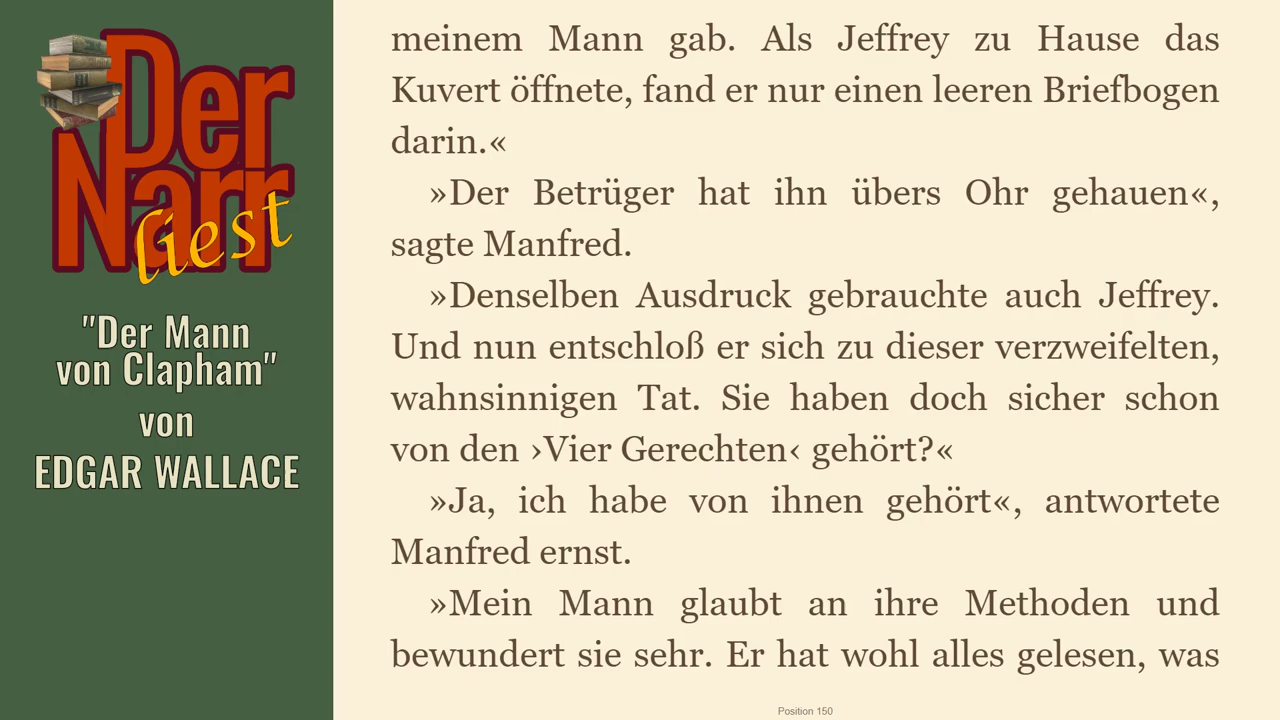 Der
Narr
liest
"Der Mann
von Clapham"
von
EDGAR WALLACE
meinem Mann gab. Als Jeffrey zu Hause das
Kuvert öffnete, fand er nur einen leeren Briefbogen
darin.«
»Der Betrüger hat ihn übers Ohr gehauen«,
sagte Manfred.
»Denselben Ausdruck gebrauchte auch Jeffrey.
Und nun entschloß er sich zu dieser verzweifelten,
wahnsinnigen Tat. Sie haben doch sicher schon
von den ›Vier Gerechten‹ gehört?«
»Ja, ich habe von ihnen gehört«, antwortete
Manfred ernst.
»Mein Mann glaubt an ihre Methoden und
bewundert sie sehr. Er hat wohl alles gelesen, was
Position 150